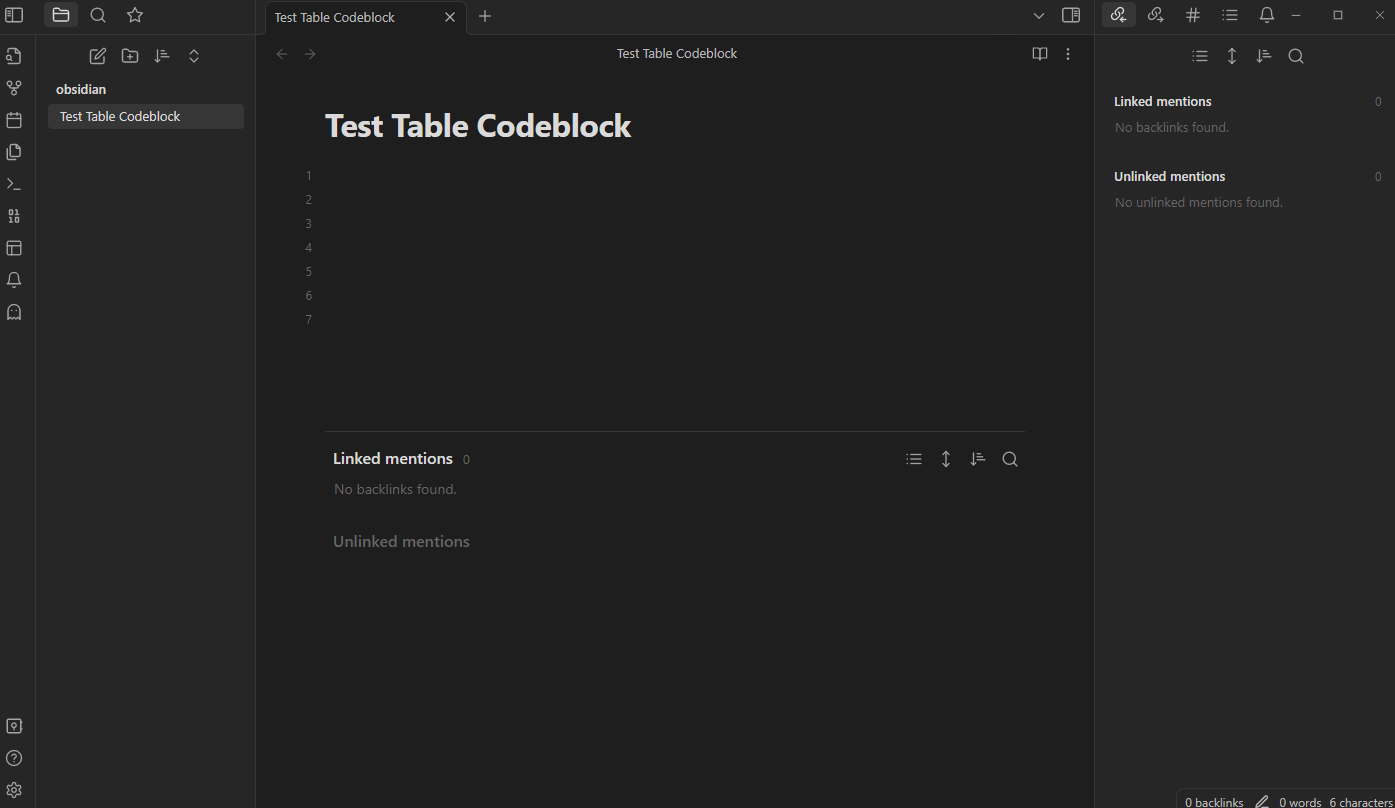 Test Table Codeblock
obsidian
Test Table Codeblock
Test Table Codeblock
Test Table Codeblock
1
2
3
4
5
6
7
Linked mentions 0
No backlinks found.
Unlinked mentions
Linked mentions 0
No backlinks found.
Unlinked mentions 0
No unlinked mentions found.
0 backlinks 0 words 6 characters